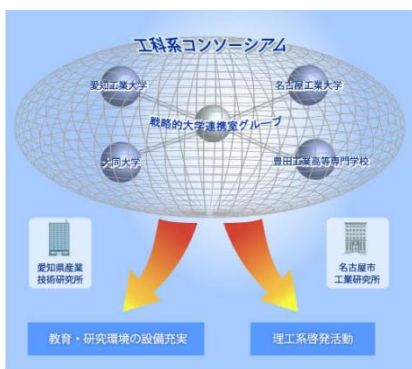 工科系コンソーシアム
愛知工業大学
名古屋工業大学
戦略的大学連携室グループ
大同大学
豊田工業高等専門学校
愛知県産業
技術研究所
名古屋市
工業研究所
教育・研究環境の設備充実
理工系啓発活動